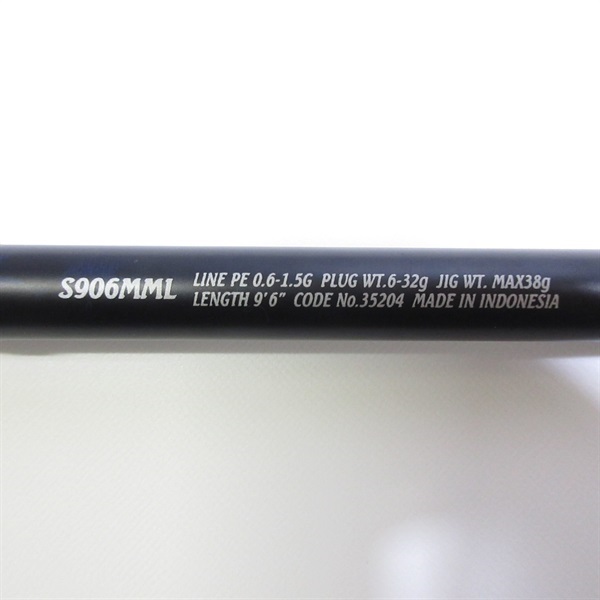 S906MML
LINE PE 0.6-1.5G PLUG WT.6-32g JIG WT. MAX38g
LENGTH 9'6" CODE No.35204 MADE IN INDONESIA